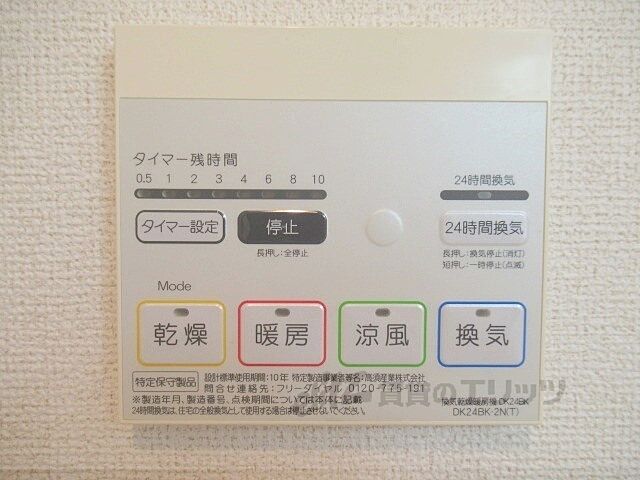 タイマー残時間
0.5 1 2 3 4 6 8 10
24時間換気
タイマー設定 停止 24時間換気
長押し:全停止
長押し:換気停止(消灯)
短押し:一時停止(点滅)
Mode
乾燥 暖房 涼風 換気
特定保守製品
設計標準使用期間:10年 特定製造事業者等名:高須産業株式会社
問合せ連絡先:フリーダイヤル 0120-775-191
※製造年月、製造番号、点検期間については本体に記載
24時間換気は、住宅の全般換気として使用する場合は停止させないでください。
換気乾燥暖房機 DK24BK
DK24BK-2N(T)
賃貸のエリッツ